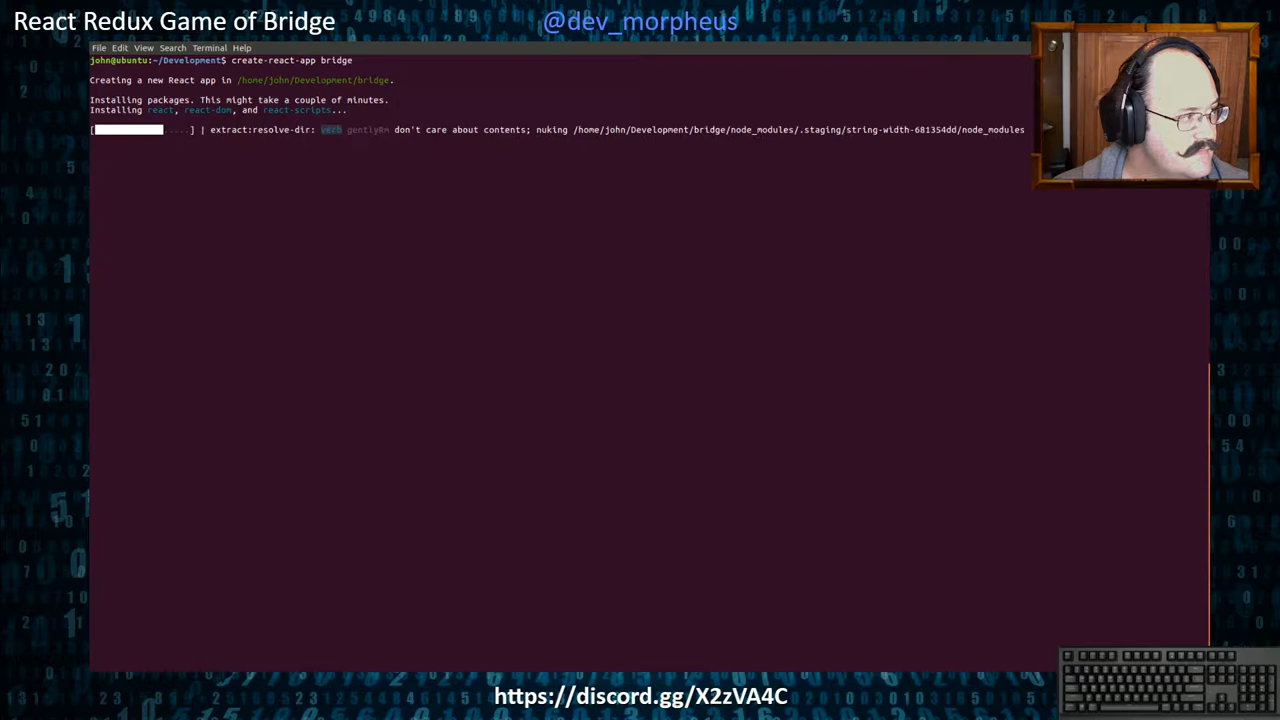 React Redux Game of Bridge
@dev_morpheus
File Edit View Search Terminal Help
john@ubuntu:~/Development$ create-react-app bridge
Creating a new React app in /home/john/Development/bridge.
Installing packages. This might take a couple of minutes.
Installing react, react-dom, and react-scripts...
[ .....] | extract:resolve-dir: verb gentlyRm don't care about contents; nuking /home/john/Development/bridge/node_modules/.staging/string-width-681354dd/node_modules
https://discord.gg/X2zVA4C